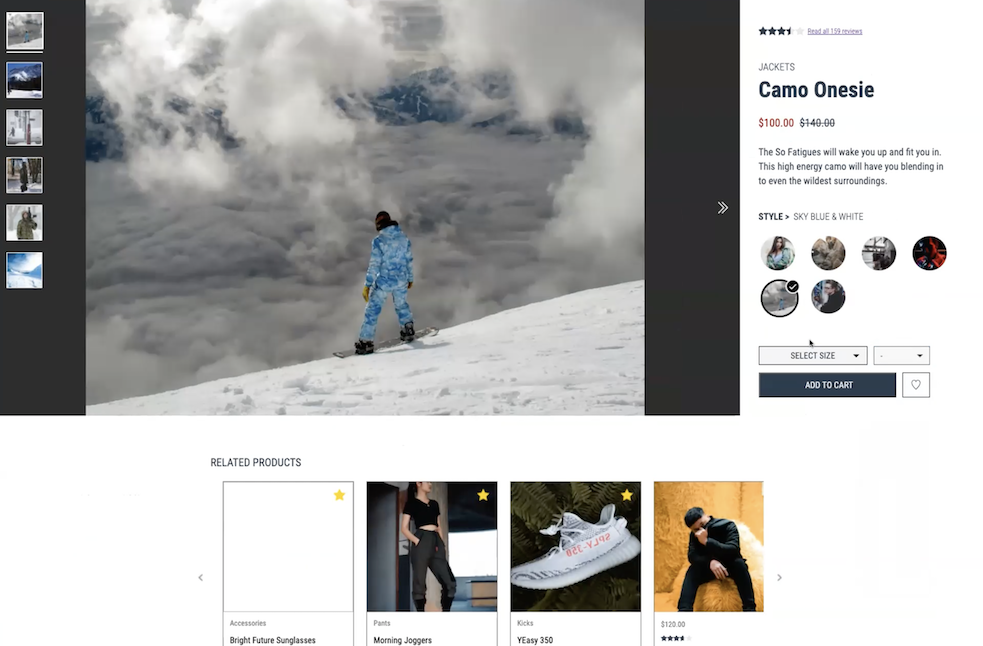 Read all 159 reviews
JACKETS
Camo Onesie
$100.00 $140.00
The So Fatigues will wake you up and fit you in.
This high energy camo will have you blending in
to even the wildest surroundings.
STYLE > SKY BLUE & WHITE
SELECT SIZE
-
ADD TO CART
RELATED PRODUCTS
SPLY-350
Accessories
Bright Future Sunglasses
Pants
Morning Joggers
Kicks
YEasy 350
$120.00